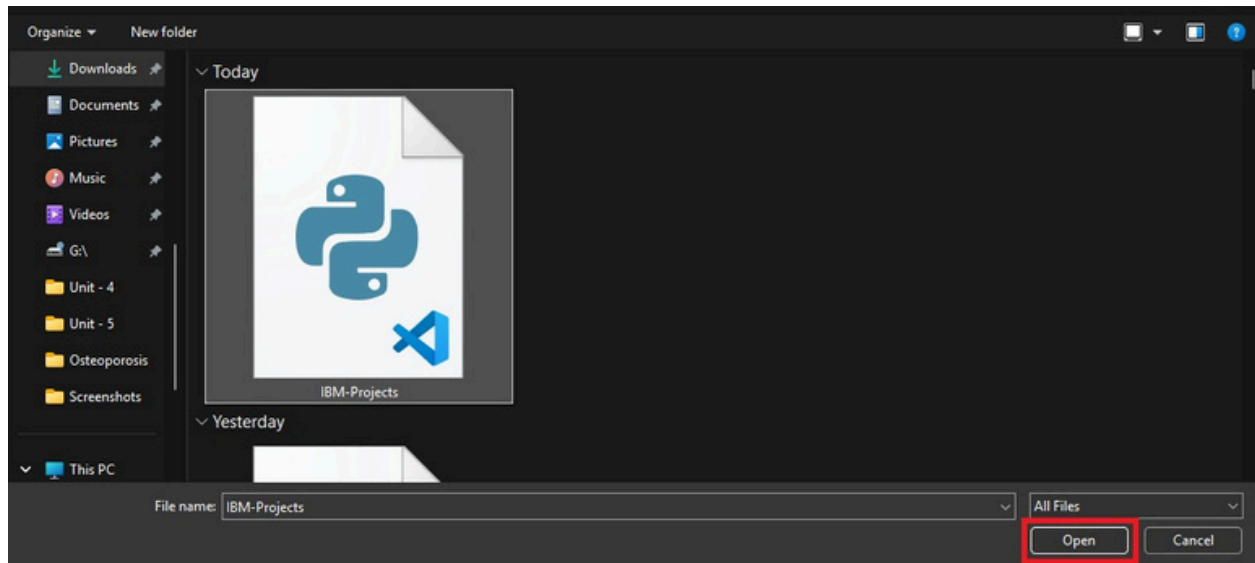 Organize New folder
Downloads
Today
Documents
Pictures
Music
Videos
G:\
Unit - 4
Unit - 5
Osteoporosis
Screenshots
IBM-Projects
Yesterday
This PC
File name: IBM-Projects All Files
Open Cancel